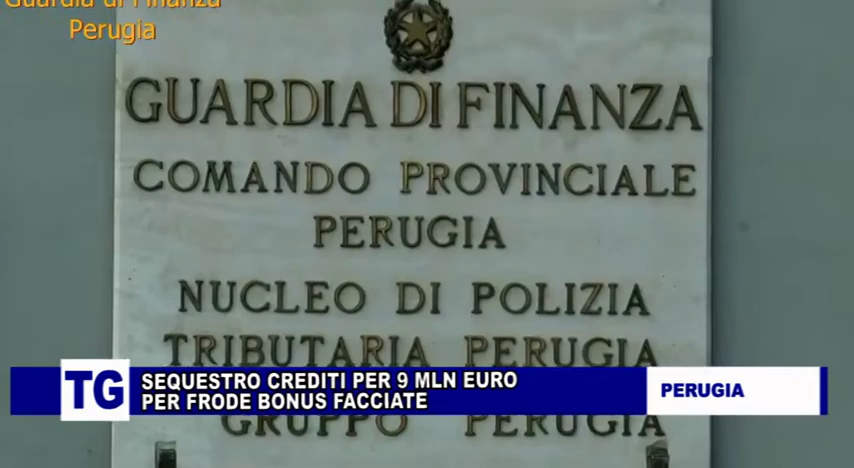 Guardia di Finanza
Perugia
GUARDIA DI FINANZA
COMANDO PROVINCIALE
PERUGIA
NUCLEO DI POLIZIA
TRIBUTARIA PERUGIA
TG
SEQUESTRO CREDITI PER 9 MLN EURO
PER FRODE BONUS FACCIATE
PERUGIA
GRUPPO PERUGIA